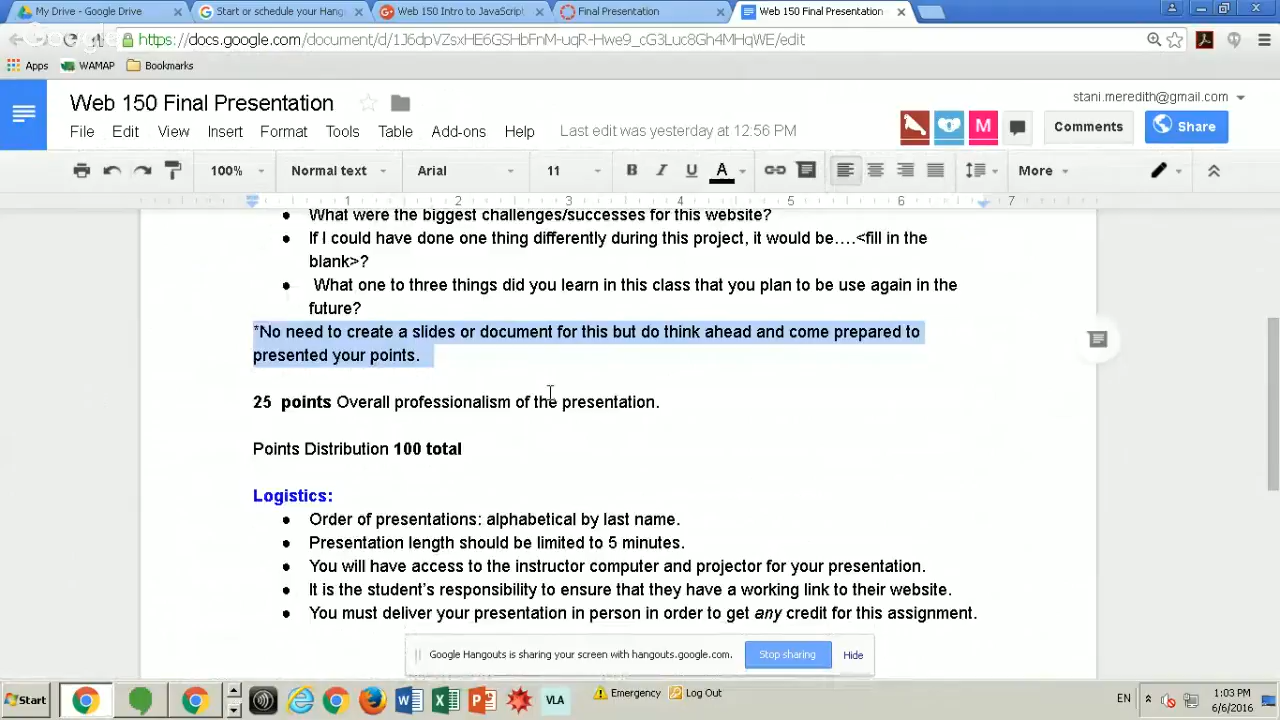 My Drive - Google Drive
Start or schedule your Hang
Web 150 Intro to JavaScript
Final Presentation
Web 150 Final Presentation
https://docs.google.com/document/d/1J6dpVZsxHE6GSHbFnM-uqR-Hwe9_cG3Luc8Gh4MHqWE/edit
Apps WAMAP Bookmarks
Web 150 Final Presentation
stani.meredith@gmail.com
File Edit View Insert Format Table Tools Add-ons Help Last edit was yesterday at 12:56 PM
M Comments Share
100% Normal text Arial 11 B I U A More
1 2 3 4 5 6 7
• What were the biggest challenges/successes for this website?
• If I could have done one thing differently during this project, it would be….<fill in the
blank>?
• What one to three things did you learn in this class that you plan to be use again in the
future?
*No need to create a slides or document for this but do think ahead and come prepared to
presented your points.
25 points Overall professionalism of the presentation.
Points Distribution 100 total
Logistics:
• Order of presentations: alphabetical by last name.
• Presentation length should be limited to 5 minutes.
• You will have access to the instructor computer and projector for your presentation.
• It is the student’s responsibility to ensure that they have a working link to their website.
• You must deliver your presentation in person in order to get any credit for this assignment.
Google Hangouts is sharing your screen with hangouts.google.com. Stop sharing Hide
Start VLA Emergency Log Out EN 1:03 PM
6/6/2016